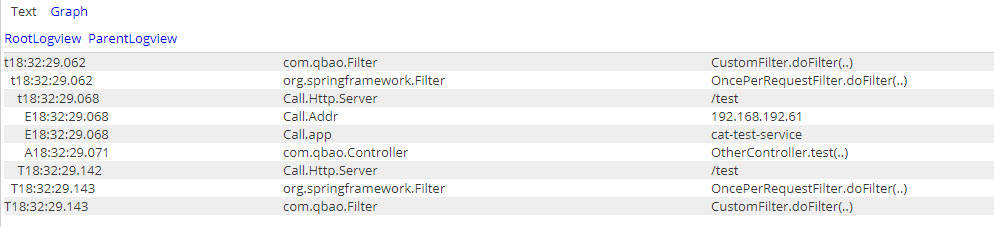 Text Graph
RootLogview ParentLogview
t18:32:29.062 com.qbao.Filter CustomFilter.doFilter(..)
t18:32:29.062 org.springframework.Filter OncePerRequestFilter.doFilter(..)
t18:32:29.068 Call.Http.Server /test
E18:32:29.068 Call.Addr 192.168.192.61
E18:32:29.068 Call.app cat-test-service
A18:32:29.071 com.qbao.Controller OtherController.test(..)
T18:32:29.142 Call.Http.Server /test
T18:32:29.143 org.springframework.Filter OncePerRequestFilter.doFilter(..)
T18:32:29.143 com.qbao.Filter CustomFilter.doFilter(..)